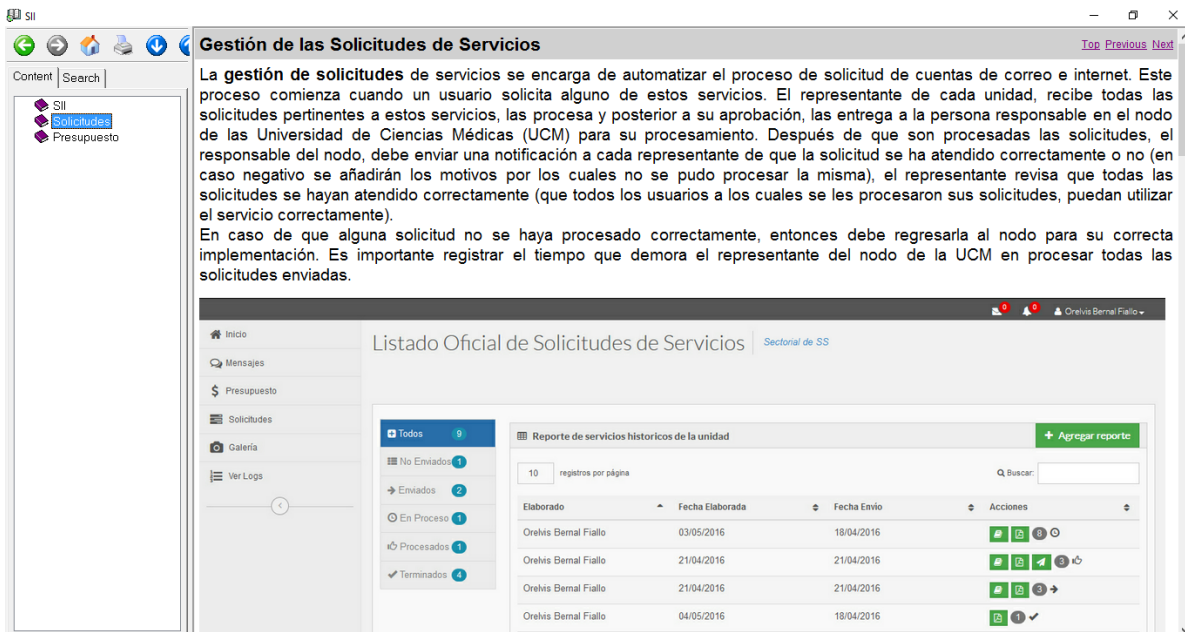 SII
Gestión de las Solicitudes de Servicios
Top Previous Next
Content Search
SII
Solicitudes
Presupuesto
La gestión de solicitudes de servicios se encarga de automatizar el proceso de solicitud de cuentas de correo e internet. Este
proceso comienza cuando un usuario solicita alguno de estos servicios. El representante de cada unidad, recibe todas las
solicitudes pertinentes a estos servicios, las procesa y posterior a su aprobación, las entrega a la persona responsable en el nodo
de las Universidad de Ciencias Médicas (UCM) para su procesamiento. Después de que son procesadas las solicitudes, el
responsable del nodo, debe enviar una notificación a cada representante de que la solicitud se ha atendido correctamente o no (en
caso negativo se añadirán los motivos por los cuales no se pudo procesar la misma), el representante revisa que todas las
solicitudes se hayan atendido correctamente (que todos los usuarios a los cuales se les procesaron sus solicitudes, puedan utilizar
el servicio correctamente).
En caso de que alguna solicitud no se haya procesado correctamente, entonces debe regresarla al nodo para su correcta
implementación. Es importante registrar el tiempo que demora el representante del nodo de la UCM en procesar todas las
solicitudes enviadas.
0 0 Orelvis Bernal Fiallo
Inicio
Mensajes
Presupuesto
Solicitudes
Galería
Ver Logs
Listado Oficial de Solicitudes de Servicios Sectorial de SS
Todos 9
No Enviados 1
Enviados 2
En Proceso 1
Procesados 1
Terminados 4
Reporte de servicios historicos de la unidad
+ Agregar reporte
10 registros por página
Buscar:
Elaborado Fecha Elaborada Fecha Envio Acciones
Orelvis Bernal Fiallo 03/05/2016 18/04/2016 8
Orelvis Bernal Fiallo 21/04/2016 21/04/2016 3
Orelvis Bernal Fiallo 21/04/2016 21/04/2016 3
Orelvis Bernal Fiallo 04/05/2016 18/04/2016 1